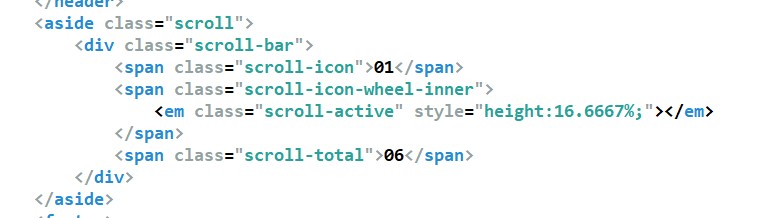 </header>
<aside class="scroll">
<div class="scroll-bar">
<span class="scroll-icon">01</span>
<span class="scroll-icon-wheel-inner">
<em class="scroll-active" style="height:16.6667%;"></em>
</span>
<span class="scroll-total">06</span>
</div>
</aside>
<footer>